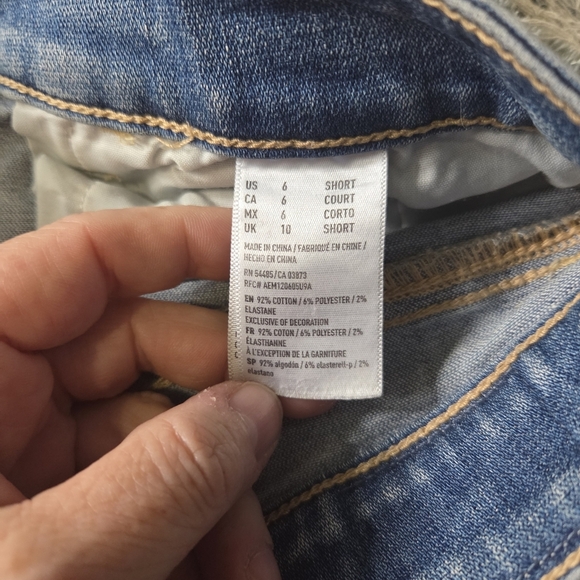 US 6 SHORT
CA 6 COURT
MX 6 CORTO
UK 10 SHORT
MADE IN CHINA / FABRIQUÉ EN CHINE /
HECHO EN CHINA
RN 54485/CA 03873
RFC# AEM120605U9A
EN 92% COTTON / 6% POLYESTER / 2%
ELASTANE
EXCLUSIVE OF DECORATION
FR 92% COTON / 6% POLYESTER / 2%
ÉLASTHANNE
À L'EXCEPTION DE LA GARNITURE
SP 92% algodón / 6% elasterell-p / 2%
elastano